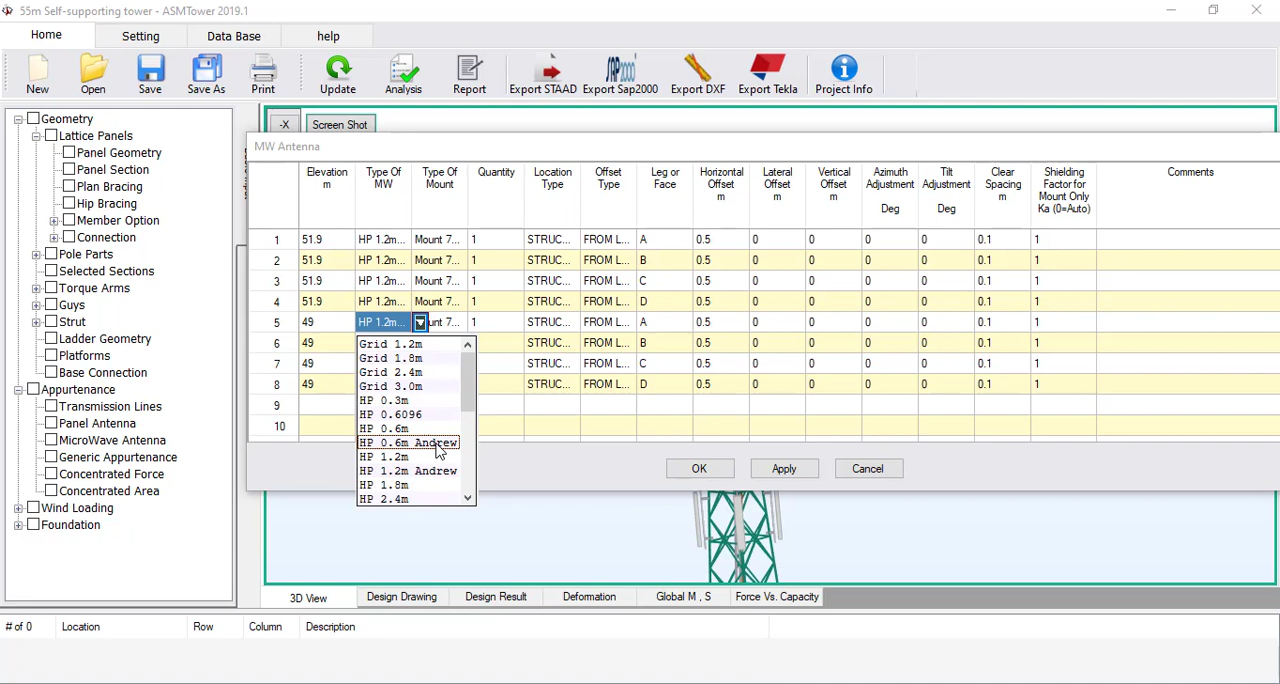 55m Self-supporting tower - ASMTower 2019.1
Home Setting Data Base help
New Open Save Save As Print Update Analysis Report Export STAAD Export Sap2000 Export DXF Export Tekla Project Info
SAP2000
Geometry
Lattice Panels
Panel Geometry
Panel Section
Plan Bracing
Hip Bracing
Member Option
Connection
Pole Parts
Selected Sections
Torque Arms
Guys
Strut
Ladder Geometry
Platforms
Base Connection
Appurtenance
Transmission Lines
Panel Antenna
MicroWave Antenna
Generic Appurtenance
Concentrated Force
Concentrated Area
Wind Loading
Foundation
-X Screen Shot
MW Antenna
Elevation m Type Of MW Type Of Mount Quantity Location Type Offset Type Leg or Face Horizontal Offset m Lateral Offset m Vertical Offset m Azimuth Adjustment Deg Tilt Adjustment Deg Clear Spacing m Shielding Factor for Mount Only Ka (0=Auto) Comments
1 51.9 HP 1.2m... Mount 7... 1 STRUC... FROM L... A 0.5 0 0 0 0 0.1 1
2 51.9 HP 1.2m... Mount 7... 1 STRUC... FROM L... B 0.5 0 0 0 0 0.1 1
3 51.9 HP 1.2m... Mount 7... 1 STRUC... FROM L... C 0.5 0 0 0 0 0.1 1
4 51.9 HP 1.2m... Mount 7... 1 STRUC... FROM L... D 0.5 0 0 0 0 0.1 1
5 49 HP 1.2m... unt 7... 1 STRUC... FROM L... A 0.5 0 0 0 0 0.1 1
6 49 STRUC... FROM L... B 0.5 0 0 0 0 0.1 1
7 49 STRUC... FROM L... C 0.5 0 0 0 0 0.1 1
8 49 STRUC... FROM L... D 0.5 0 0 0 0 0.1 1
9
10
Grid 1.2m
Grid 1.8m
Grid 2.4m
Grid 3.0m
HP 0.3m
HP 0.6096
HP 0.6m
HP 0.6m Andrew
HP 1.2m
HP 1.2m Andrew
HP 1.8m
HP 2.4m
OK Apply Cancel
3D View Design Drawing Design Result Deformation Global M , S Force Vs. Capacity
# of 0 Location Row Column Description